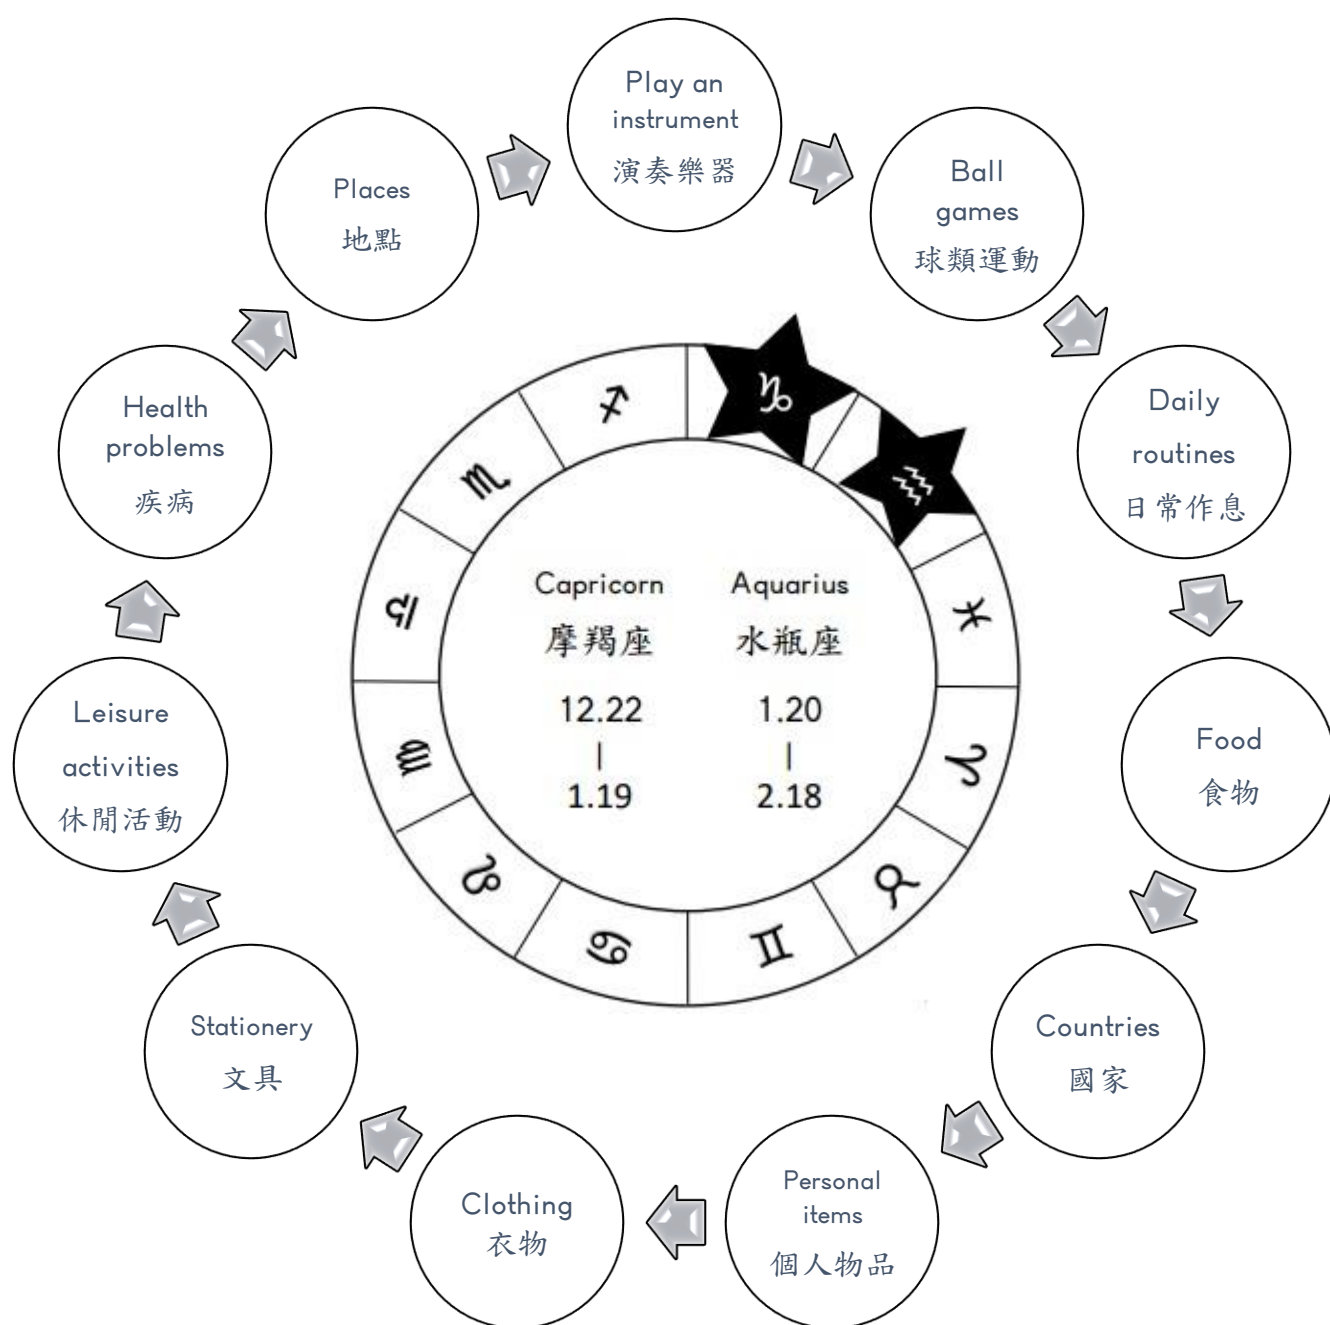 Play an
instrument
演奏樂器
Ball
games
球類運動
Daily
routines
日常作息
Food
食物
Countries
國家
Personal
items
個人物品
Clothing
衣物
Stationery
文具
Leisure
activities
休閒活動
Health
problems
疾病
Places
地點
Capricorn
摩羯座
12.22
|
1.19
Aquarius
水瓶座
1.20
|
2.18